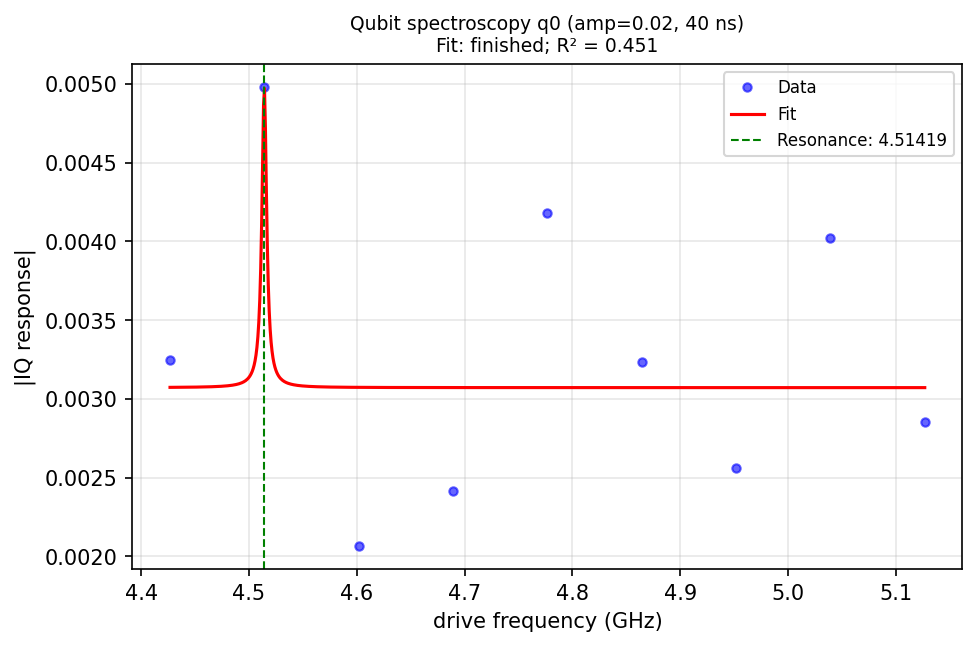 Qubit spectroscopy q0 (amp=0.02, 40 ns)
Fit: finished; R² = 0.451
Data
Fit
Resonance: 4.51419
|IQ response|
0.0050
0.0045
0.0040
0.0035
0.0030
0.0025
0.0020
4.4 4.5 4.6 4.7 4.8 4.9 5.0 5.1
drive frequency (GHz)